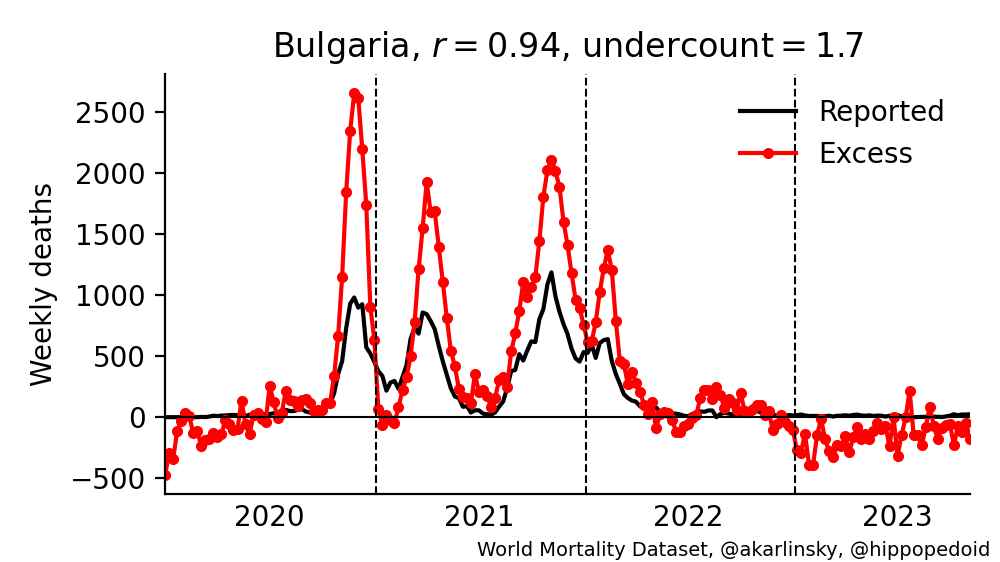 Bulgaria, r = 0.94, undercount = 1.7
Weekly deaths
2500
2000
1500
1000
500
0
−500
Reported
Excess
2020 2021 2022 2023
World Mortality Dataset, @akarlinsky, @hippopedoid